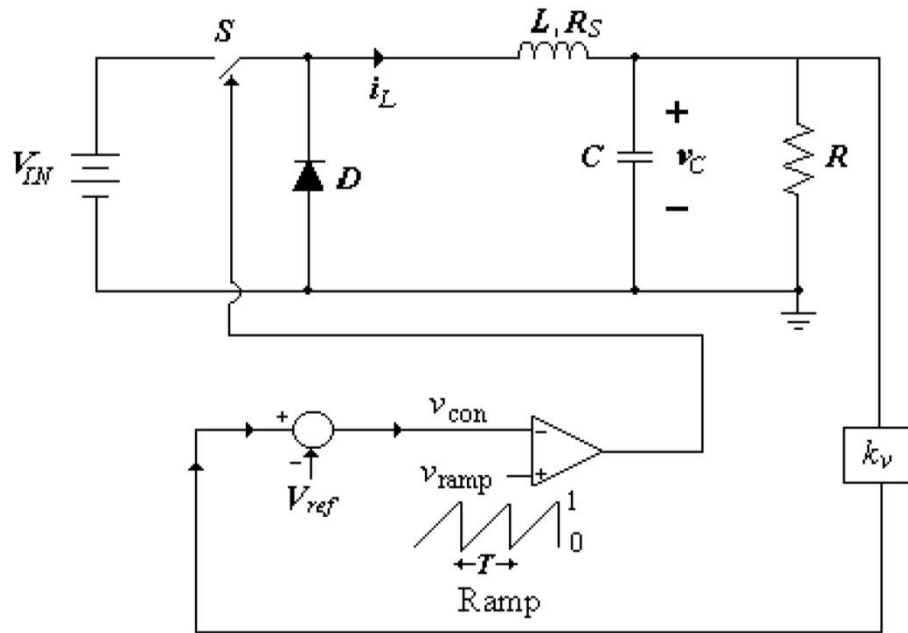 S
L, R_S
i_L
V_IN
D
C
+
v_C
−
R
+
v_con
−
−
V_ref
v_ramp
+
k_v
1
0
T
Ramp